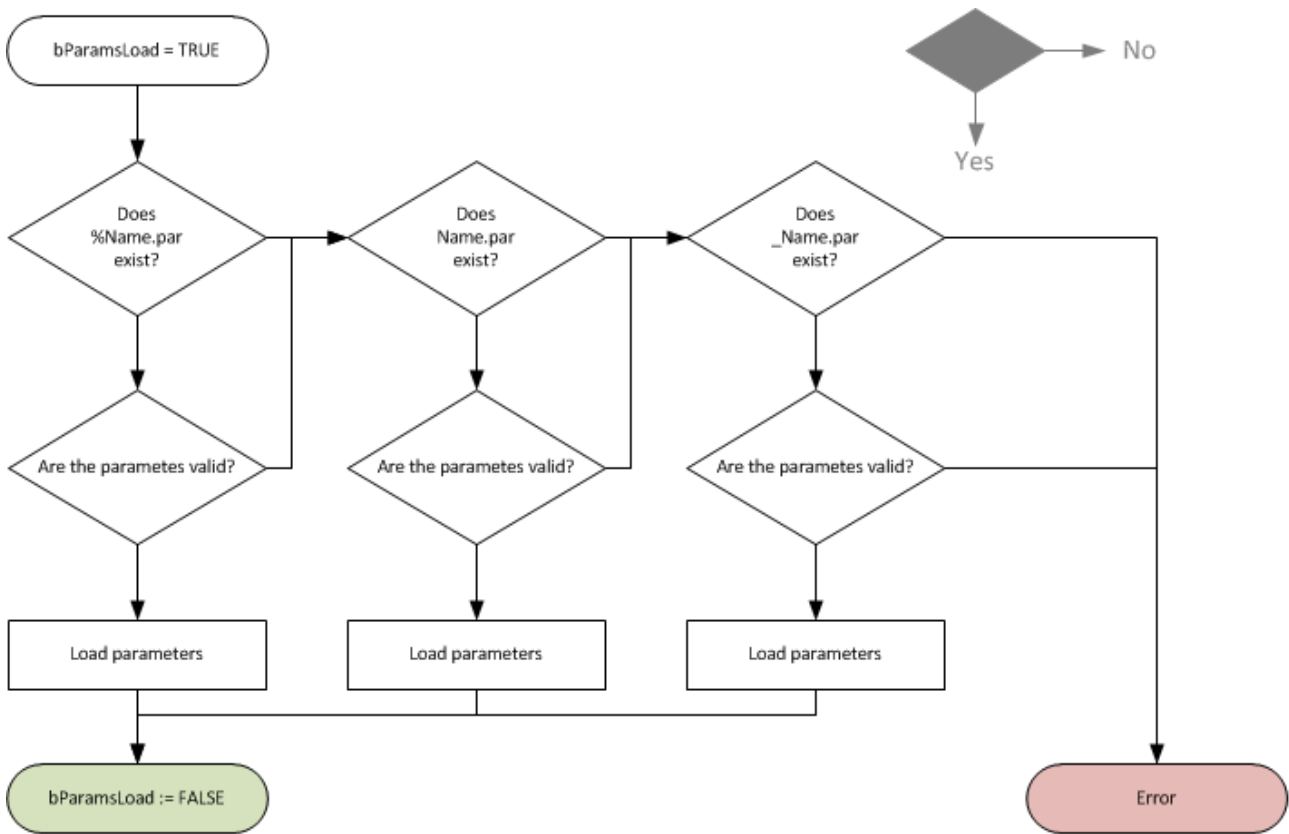 bParamsLoad = TRUE
No
Yes
Does
%Name.par
exist?
Does
Name.par
exist?
Does
_Name.par
exist?
Are the parametes valid?
Are the parametes valid?
Are the parametes valid?
Load parameters
Load parameters
Load parameters
bParamsLoad := FALSE
Error